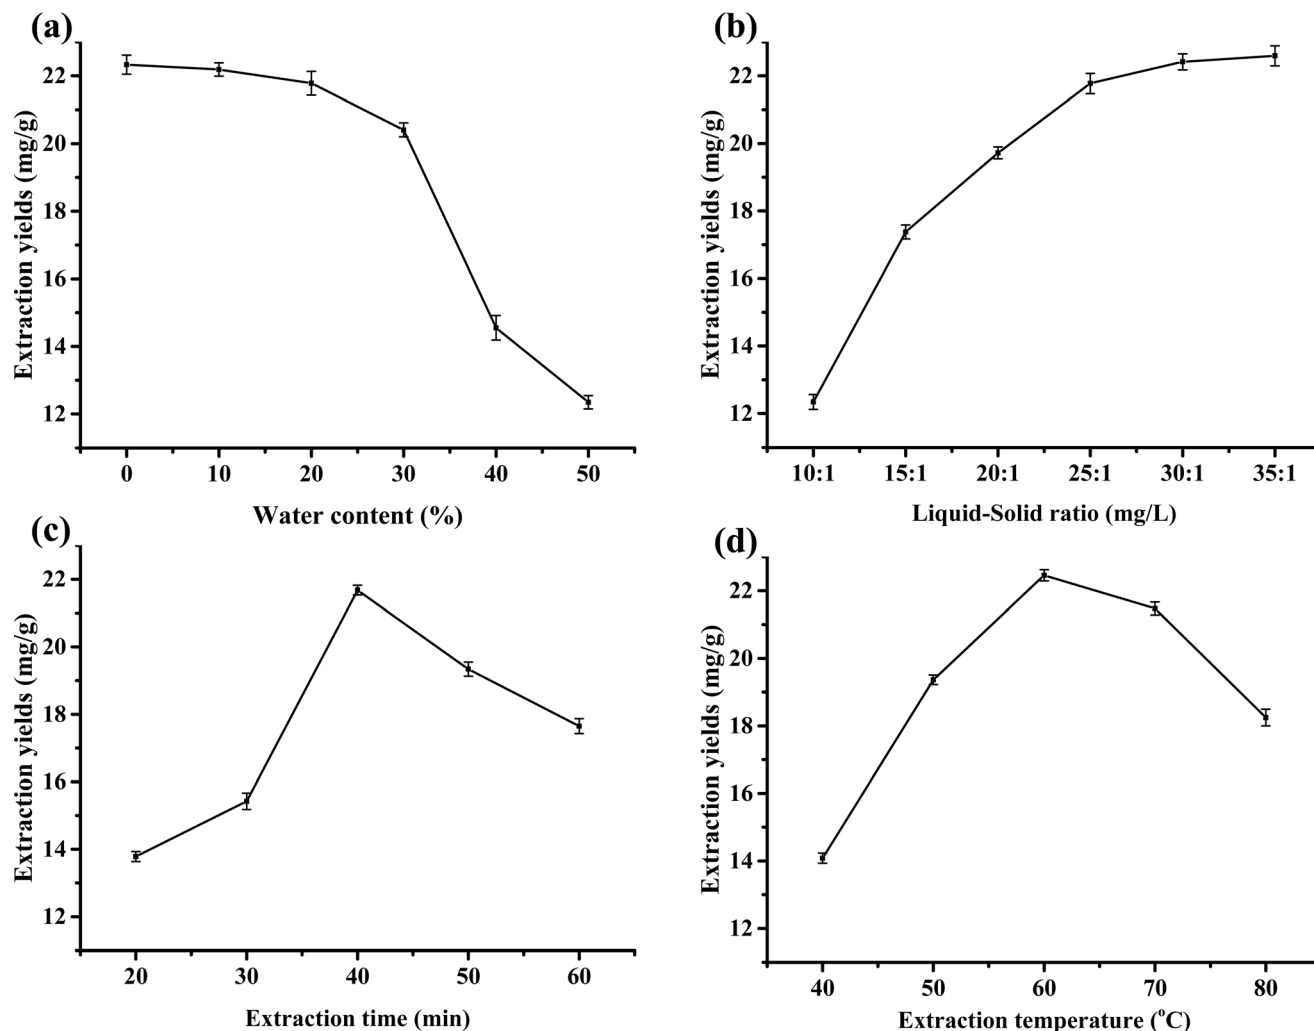 (a)
Extraction yields (mg/g)
22
20
18
16
14
12
0 10 20 30 40 50
Water content (%)
(b)
Extraction yields (mg/g)
22
20
18
16
14
12
10:1 15:1 20:1 25:1 30:1 35:1
Liquid-Solid ratio (mg/L)
(c)
Extraction yields (mg/g)
22
20
18
16
14
12
20 30 40 50 60
Extraction time (min)
(d)
Extraction yields (mg/g)
22
20
18
16
14
12
40 50 60 70 80
Extraction temperature (°C)